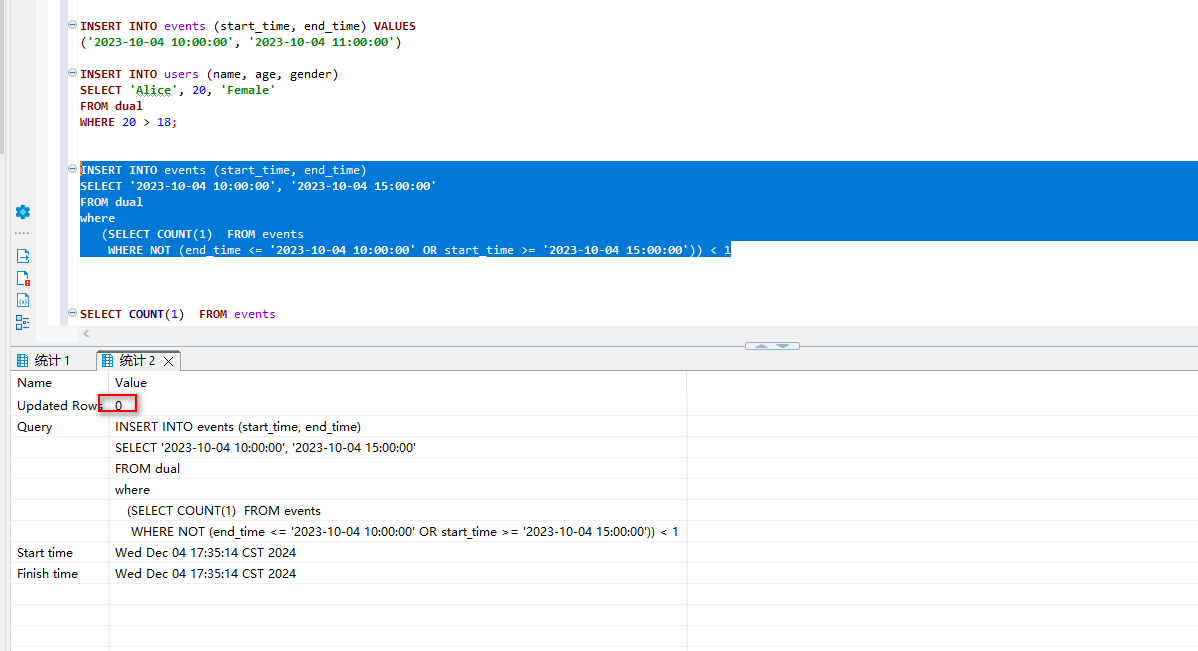 INSERT INTO events (start_time, end_time) VALUES
('2023-10-04 10:00:00', '2023-10-04 11:00:00')
INSERT INTO users (name, age, gender)
SELECT 'Alice', 20, 'Female'
FROM dual
WHERE 20 > 18;
INSERT INTO events (start_time, end_time)
SELECT '2023-10-04 10:00:00', '2023-10-04 15:00:00'
FROM dual
where
(SELECT COUNT(1)  FROM events
WHERE NOT (end_time <= '2023-10-04 10:00:00' OR start_time >= '2023-10-04 15:00:00')) < 1
SELECT COUNT(1)  FROM events
统计 1 统计 2
Name Value
Updated Rows 0
Query INSERT INTO events (start_time, end_time)
SELECT '2023-10-04 10:00:00', '2023-10-04 15:00:00'
FROM dual
where
(SELECT COUNT(1)  FROM events
WHERE NOT (end_time <= '2023-10-04 10:00:00' OR start_time >= '2023-10-04 15:00:00')) < 1
Start time Wed Dec 04 17:35:14 CST 2024
Finish time Wed Dec 04 17:35:14 CST 2024